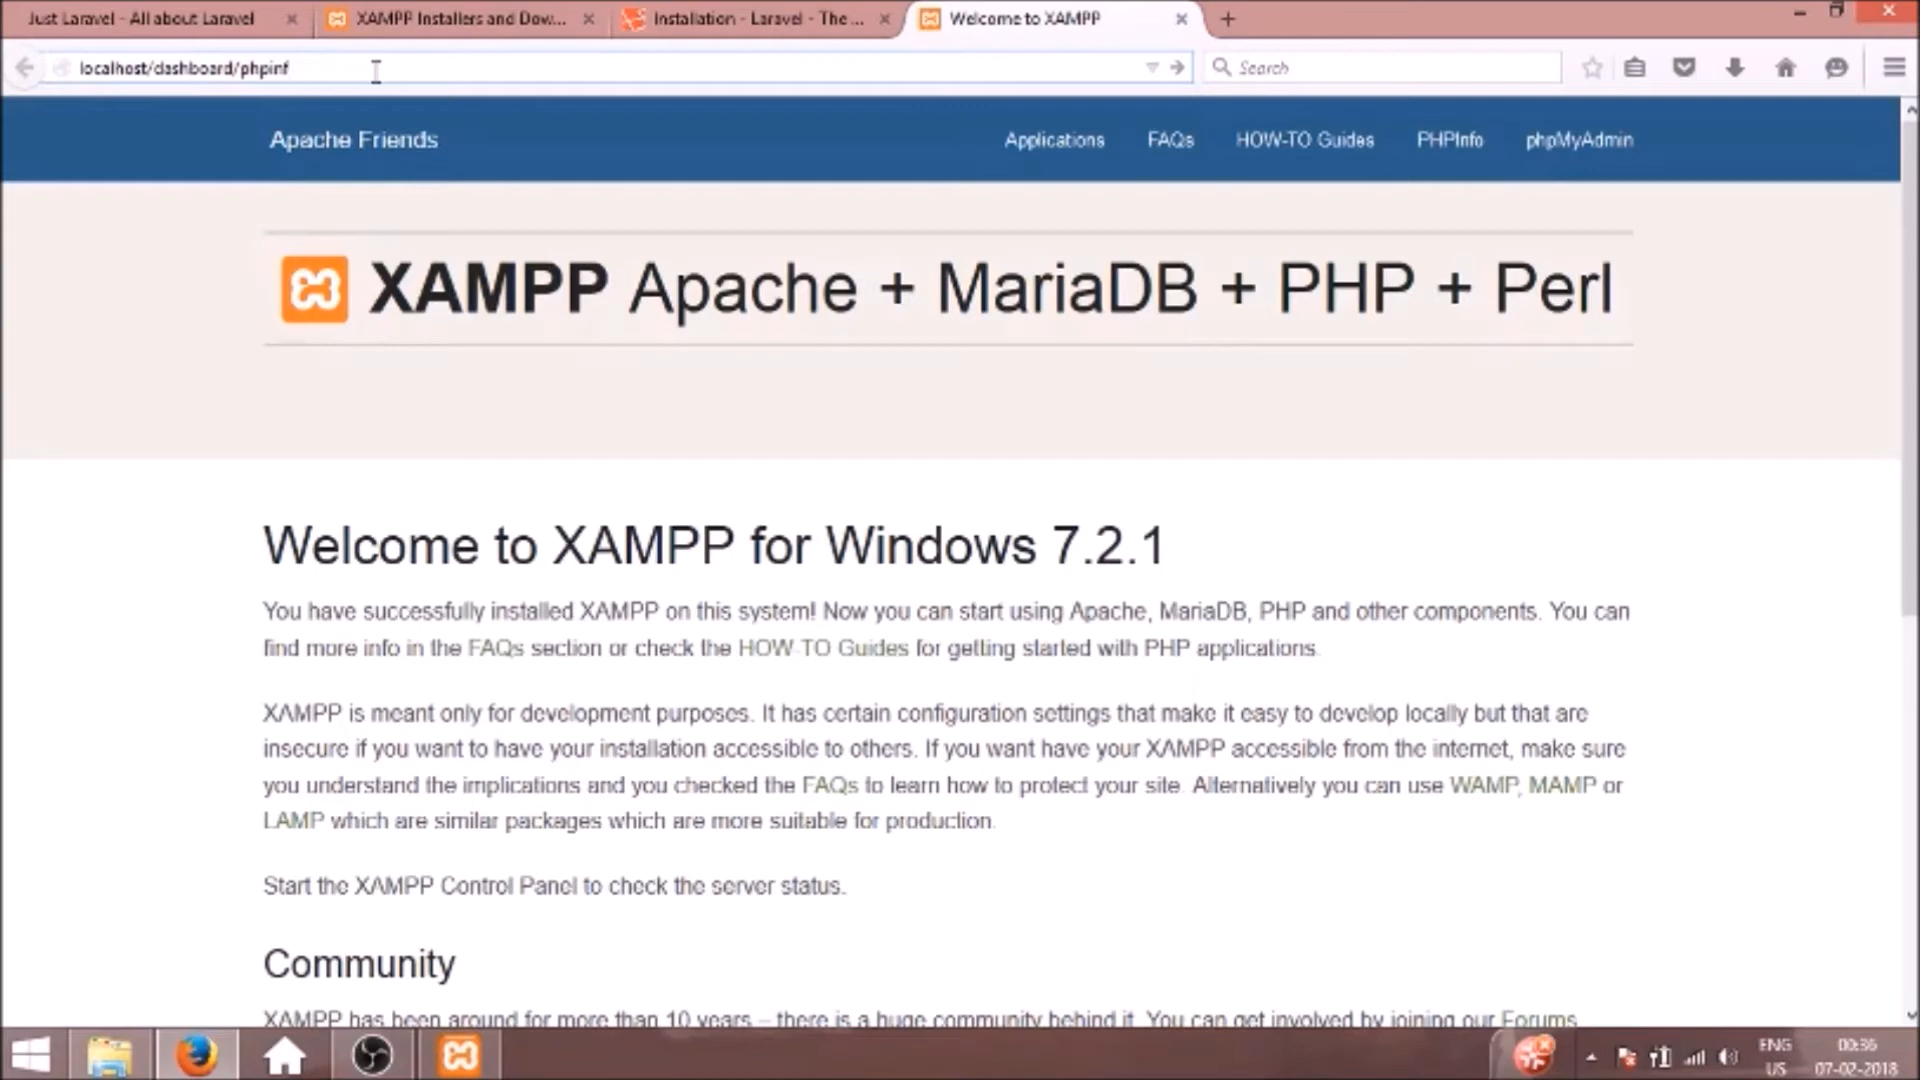 Just Laravel - All about Laravel
XAMPP Installers and Dow...
Installation - Laravel - The ...
Welcome to XAMPP
localhost/dashboard/phpinf
Search
Apache Friends
Applications
FAQs
HOW-TO Guides
PHPInfo
phpMyAdmin
XAMPP Apache + MariaDB + PHP + Perl
Welcome to XAMPP for Windows 7.2.1
You have successfully installed XAMPP on this system! Now you can start using Apache, MariaDB, PHP and other components. You can
find more info in the FAQs section or check the HOW-TO Guides for getting started with PHP applications.
XAMPP is meant only for development purposes. It has certain configuration settings that make it easy to develop locally but that are
insecure if you want to have your installation accessible to others. If you want have your XAMPP accessible from the internet, make sure
you understand the implications and you checked the FAQs to learn how to protect your site. Alternatively you can use WAMP, MAMP or
LAMP which are similar packages which are more suitable for production.
Start the XAMPP Control Panel to check the server status.
Community
XAMPP has been around for more than 10 years – there is a huge community behind it. You can get involved by joining our Forums,
ENG
US
00:36
07-02-2018